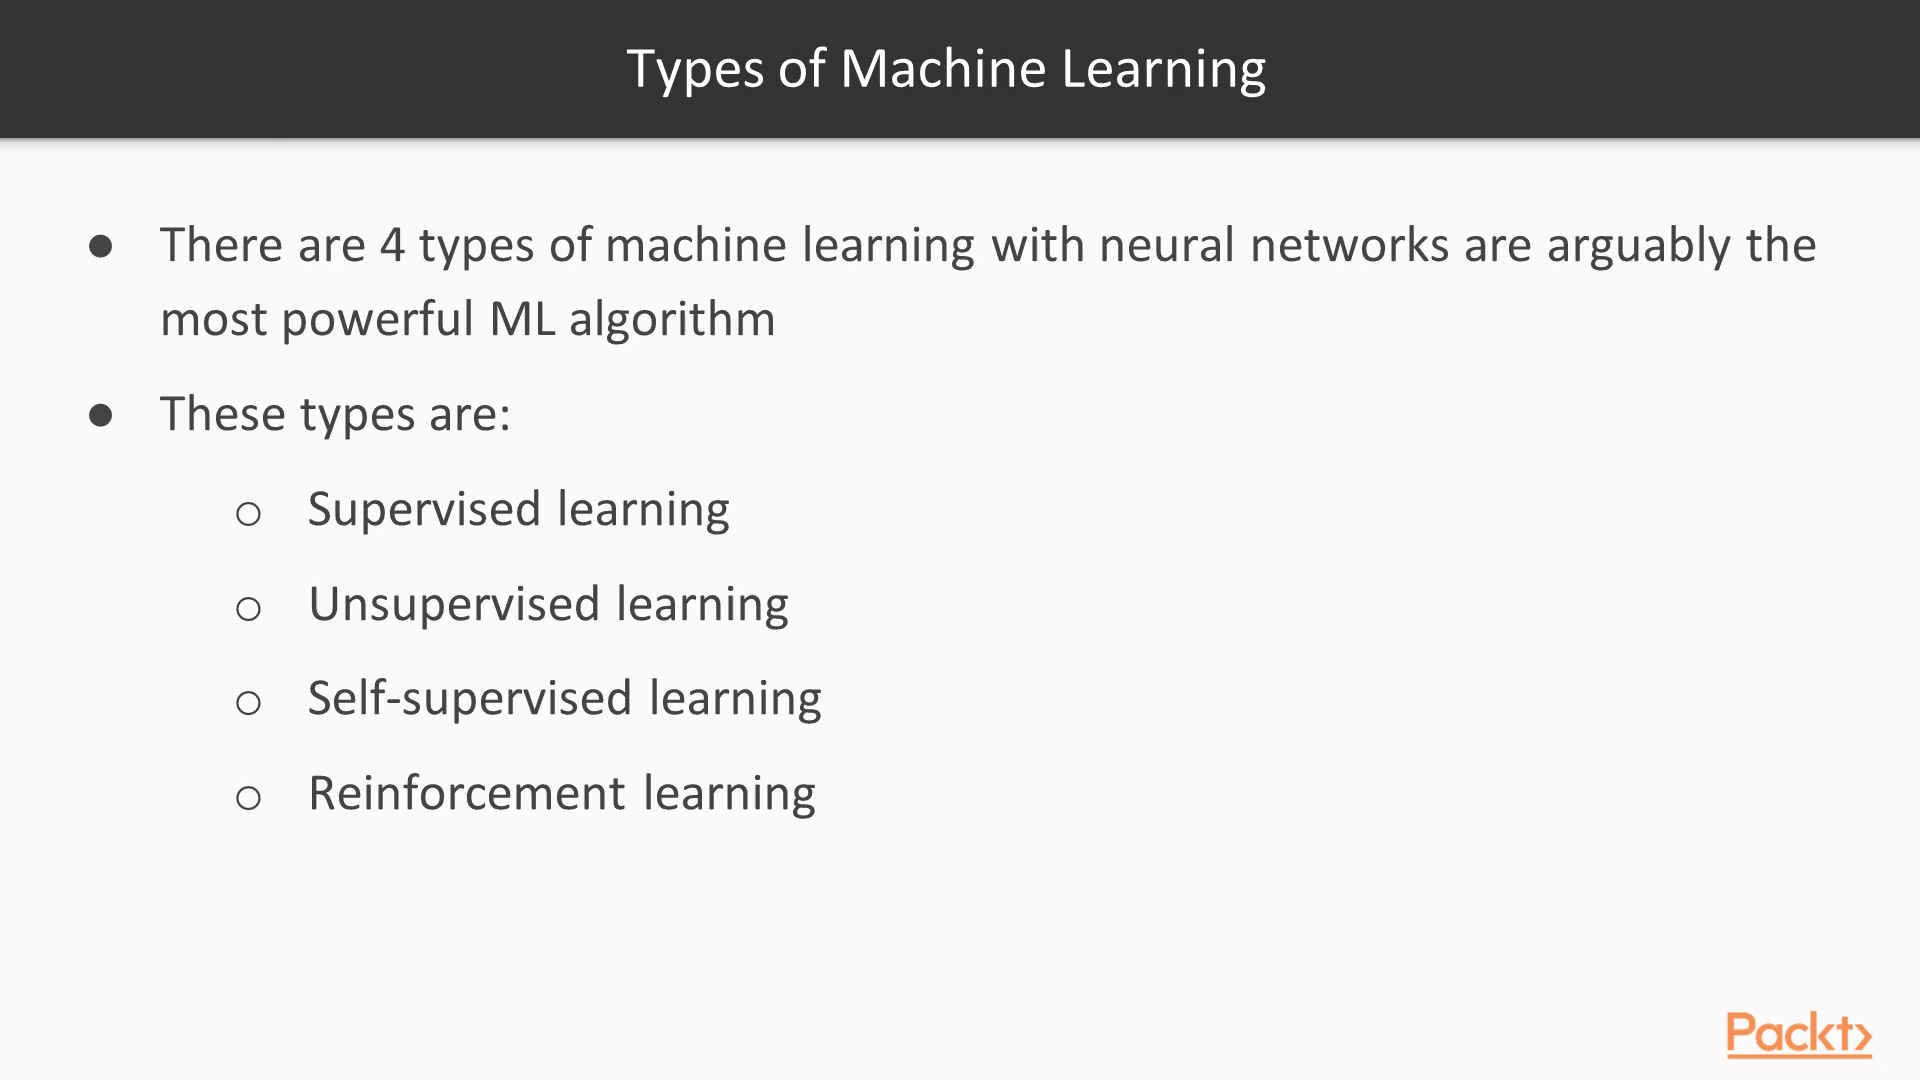 Types of Machine Learning
● There are 4 types of machine learning with neural networks are arguably the
most powerful ML algorithm
● These types are:
○ Supervised learning
○ Unsupervised learning
○ Self-supervised learning
○ Reinforcement learning
Packt>